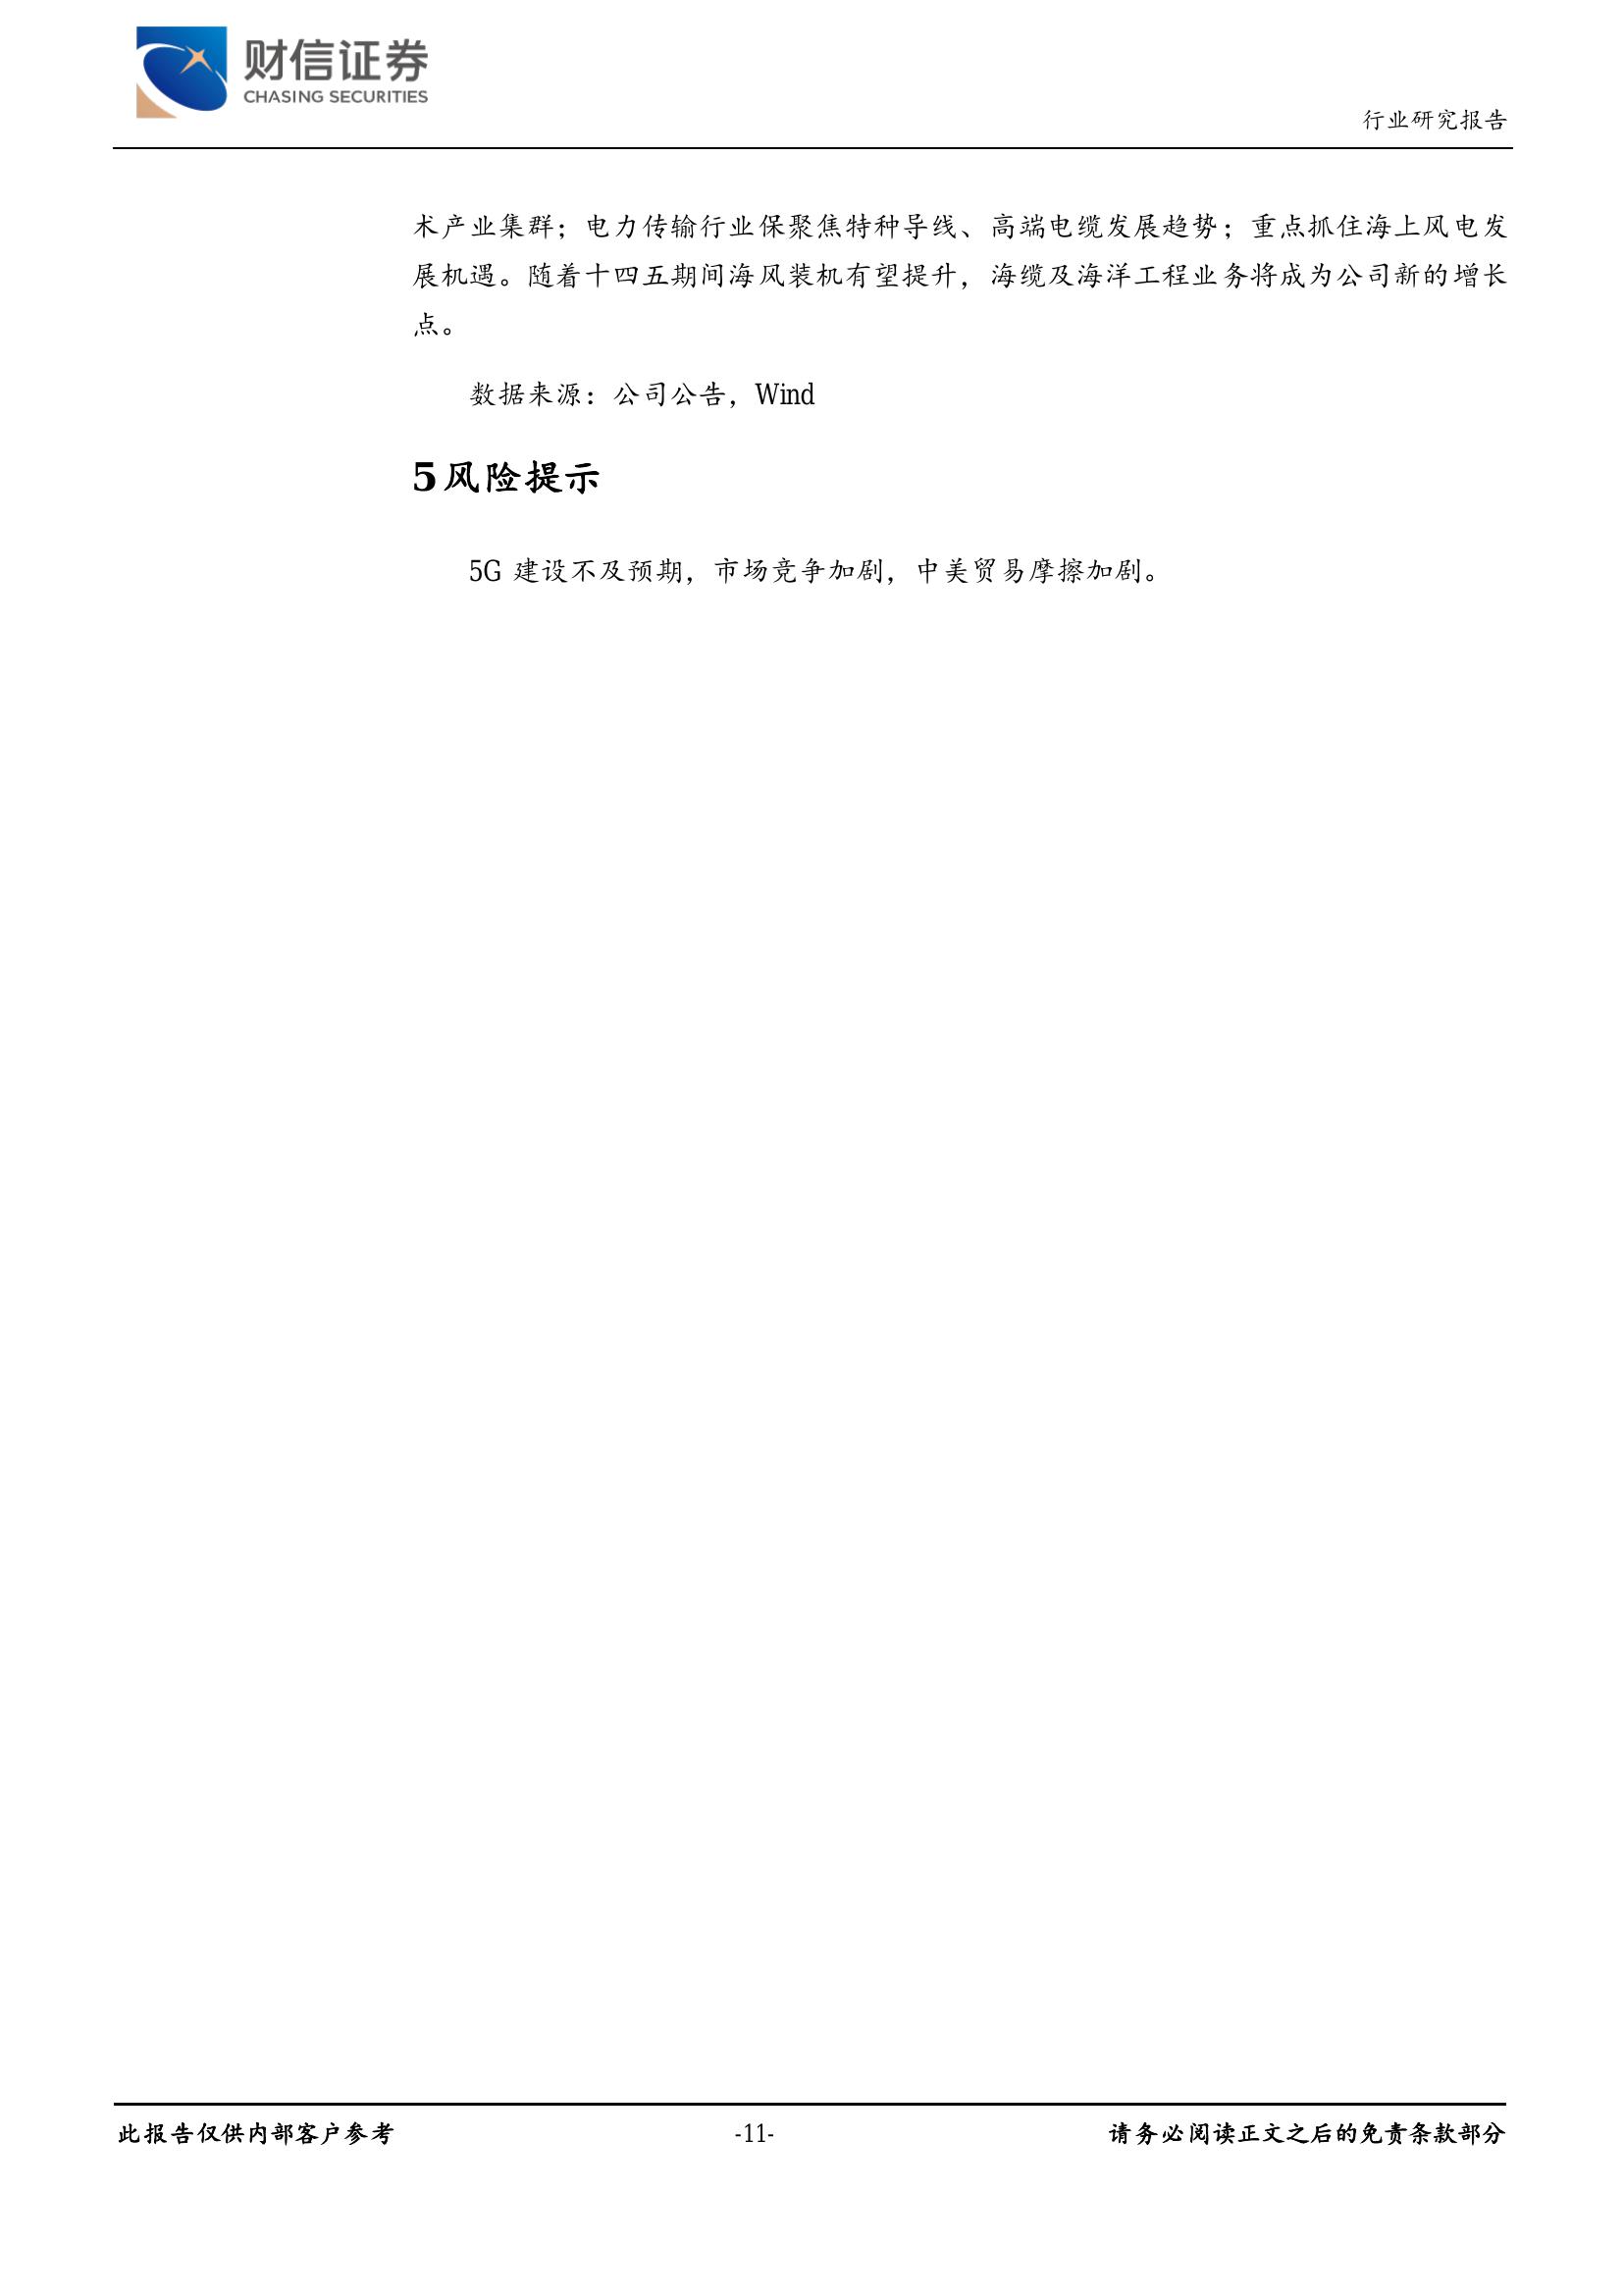 财信证券
CHASING SECURITIES
行业研究报告
术产业集群；电力传输行业保聚焦特种导线、高端电缆发展趋势；重点抓住海上风电发
展机遇。随着十四五期间海风装机有望提升，海缆及海洋工程业务将成为公司新的增长
点。
数据来源：公司公告，Wind
5 风险提示
5G 建设不及预期，市场竞争加剧，中美贸易摩擦加剧。
此报告仅供内部客户参考
-11-
请务必阅读正文之后的免责条款部分